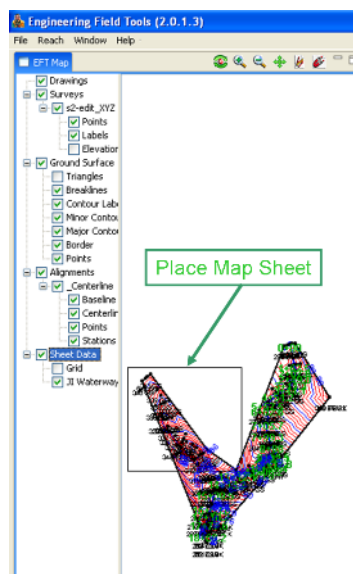 Engineering Field Tools (2.0.1.3)
File Reach Window Help
EFT Map
Drawings
Surveys
s2-edit_XYZ
Points
Labels
Elevation
Ground Surface
Triangles
Breaklines
Contour Labe
Minor Contou
Major Contou
Border
Points
Alignments
_Centerline
Baseline
Centerlin
Points
Stations
Sheet Data
Grid
JI Waterway
Place Map Sheet